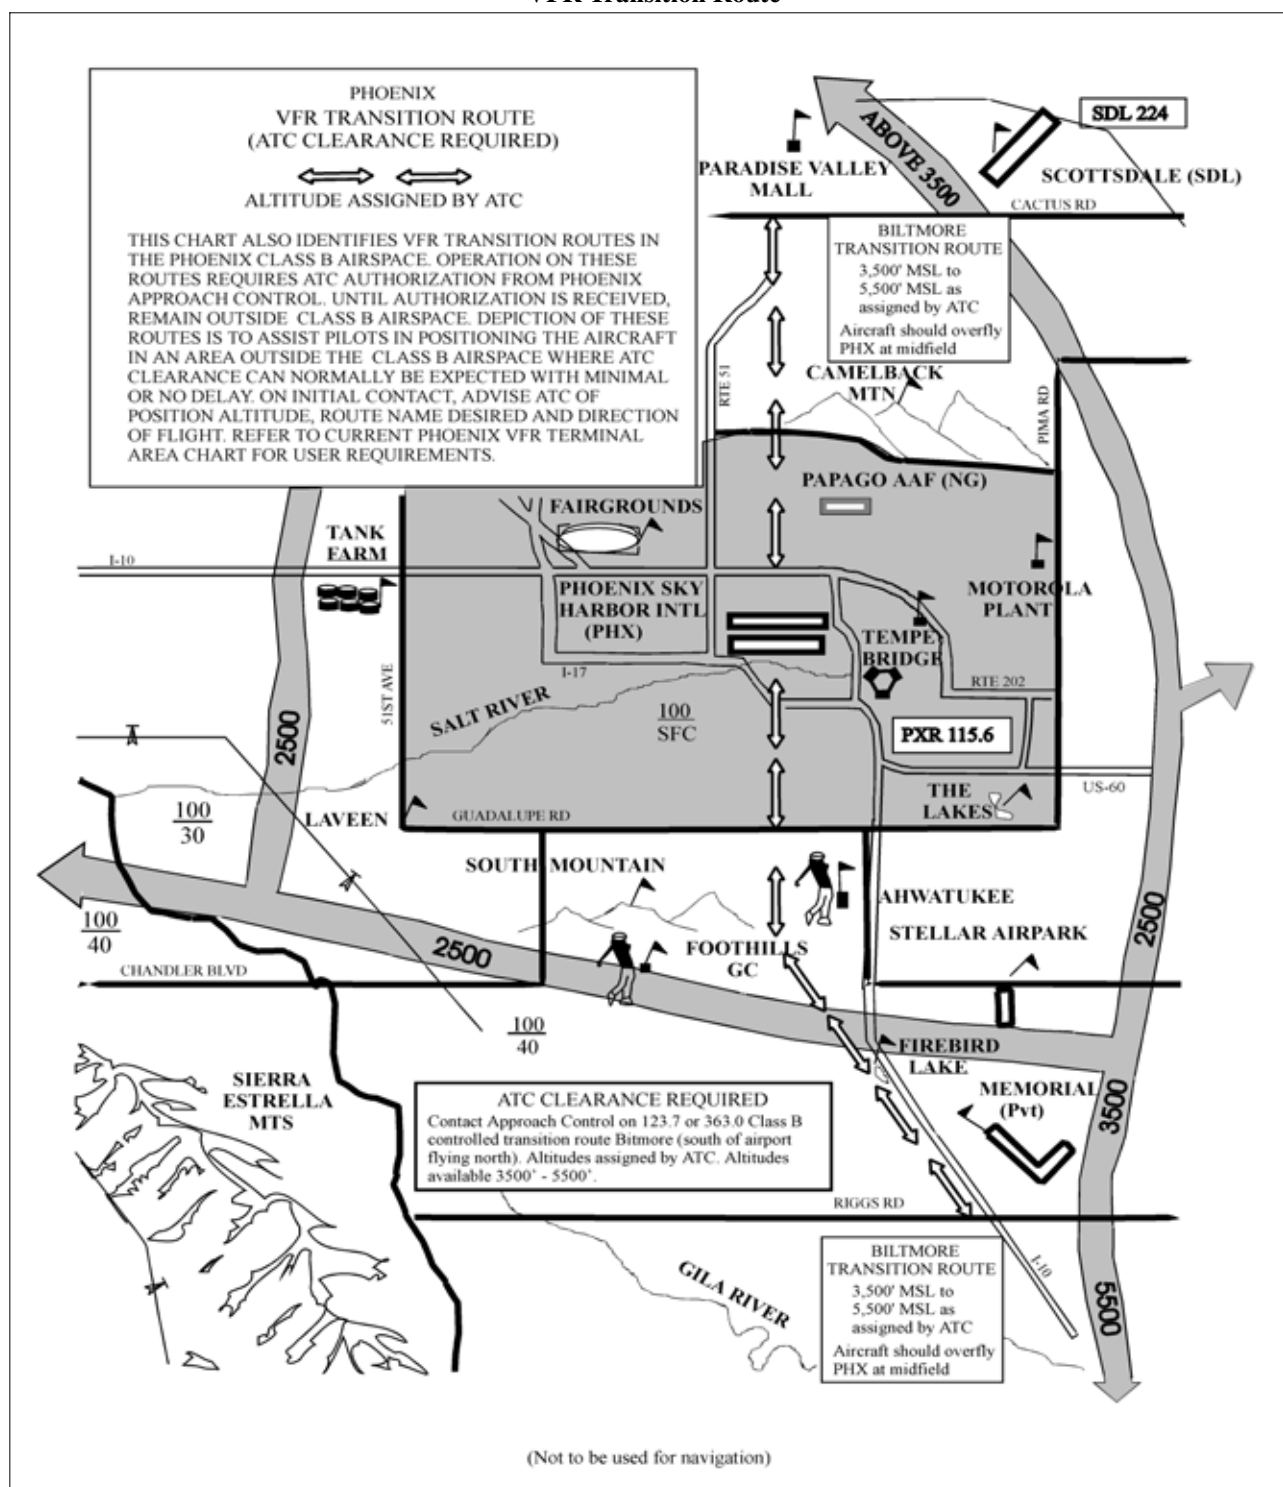 VFR Transition Route
PHOENIX
VFR TRANSITION ROUTE
(ATC CLEARANCE REQUIRED)
ALTITUDE ASSIGNED BY ATC
THIS CHART ALSO IDENTIFIES VFR TRANSITION ROUTES IN
THE PHOENIX CLASS B AIRSPACE. OPERATION ON THESE
ROUTES REQUIRES ATC AUTHORIZATION FROM PHOENIX
APPROACH CONTROL. UNTIL AUTHORIZATION IS RECEIVED,
REMAIN OUTSIDE CLASS B AIRSPACE. DEPICTION OF THESE
ROUTES IS TO ASSIST PILOTS IN POSITIONING THE AIRCRAFT
IN AN AREA OUTSIDE THE CLASS B AIRSPACE WHERE ATC
CLEARANCE CAN NORMALLY BE EXPECTED WITH MINIMAL
OR NO DELAY. ON INITIAL CONTACT, ADVISE ATC OF
POSITION ALTITUDE, ROUTE NAME DESIRED AND DIRECTION
OF FLIGHT. REFER TO CURRENT PHOENIX VFR TERMINAL
AREA CHART FOR USER REQUIREMENTS.
SDL 224
ABOVE 3500
PARADISE VALLEY
MALL
SCOTTSDALE (SDL)
CACTUS RD
BILTMORE
TRANSITION ROUTE
3,500' MSL to
5,500' MSL as
assigned by ATC
Aircraft should overfly
PHX at midfield
CAMELBACK
MTN
RTE 51
PIMA RD
PAPAGO AAF (NG)
FAIRGROUNDS
TANK
FARM
I-10
PHOENIX SKY
HARBOR INTL
(PHX)
MOTOROLA
PLANT
TEMPE
BRIDGE
I-17
RTE 202
51ST AVE
SALT RIVER
100
SFC
PXR 115.6
2500
US-60
THE
LAKES
100
30
LAVEEN
GUADALUPE RD
SOUTH MOUNTAIN
AHWATUKEE
100
40
2500
FOOTHILLS
GC
STELLAR AIRPARK
2500
CHANDLER BLVD
100
40
FIREBIRD
LAKE
SIERRA
ESTRELLA
MTS
MEMORIAL
(Pvt)
3500
ATC CLEARANCE REQUIRED
Contact Approach Control on 123.7 or 363.0 Class B
controlled transition route Bitmore (south of airport
flying north). Altitudes assigned by ATC. Altitudes
available 3500' - 5500'.
RIGGS RD
GILA RIVER
BILTMORE
TRANSITION ROUTE
3,500' MSL to
5,500' MSL as
assigned by ATC
Aircraft should overfly
PHX at midfield
I-10
5500
(Not to be used for navigation)